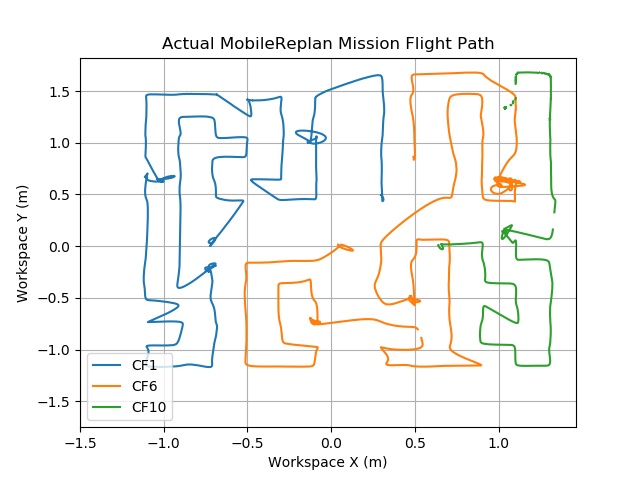 Actual MobileReplan Mission Flight Path
Workspace Y (m)
1.5
1.0
0.5
0.0
−0.5
−1.0
−1.5
CF1
CF6
CF10
−1.5
−1.0
−0.5
0.0
0.5
1.0
Workspace X (m)